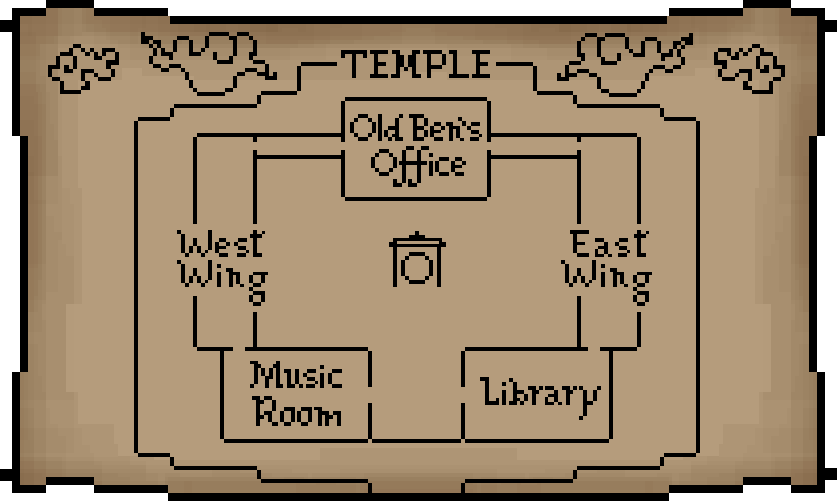 TEMPLE
Old Ben's
Office
West
Wing
East
Wing
Music
Room
Library